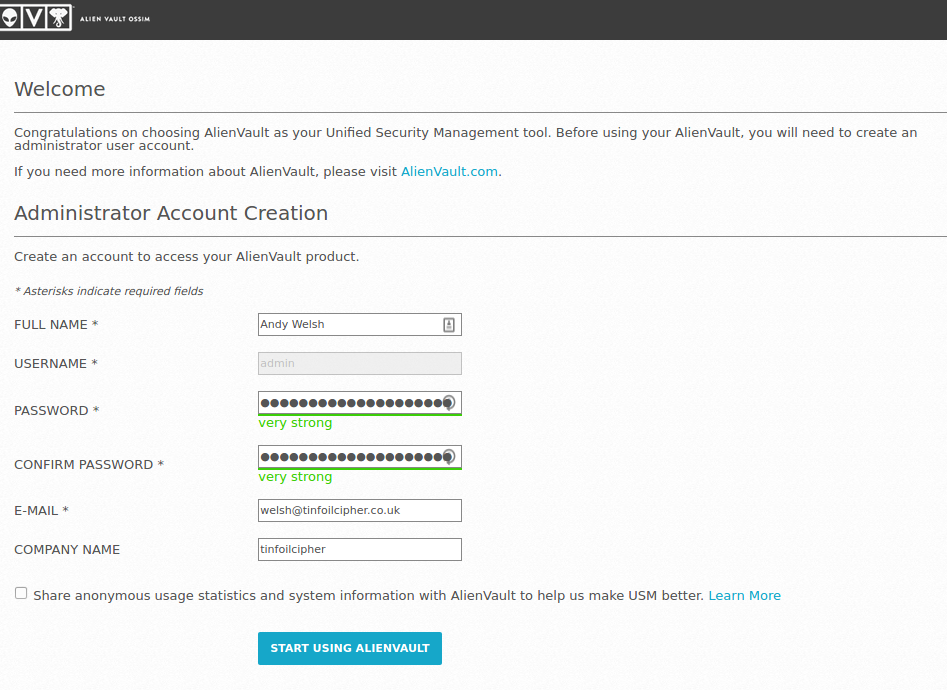 ALIEN VAULT OSSIM
Welcome
Congratulations on choosing AlienVault as your Unified Security Management tool. Before using your AlienVault, you will need to create an
administrator user account.
If you need more information about AlienVault, please visit AlienVault.com.
Administrator Account Creation
Create an account to access your AlienVault product.
* Asterisks indicate required fields
FULL NAME * Andy Welsh
USERNAME * admin
PASSWORD * ●●●●●●●●●●●●●●●●●●●●
very strong
CONFIRM PASSWORD * ●●●●●●●●●●●●●●●●●●●●
very strong
E-MAIL * welsh@tinfoilcipher.co.uk
COMPANY NAME tinfoilcipher
Share anonymous usage statistics and system information with AlienVault to help us make USM better. Learn More
START USING ALIENVAULT